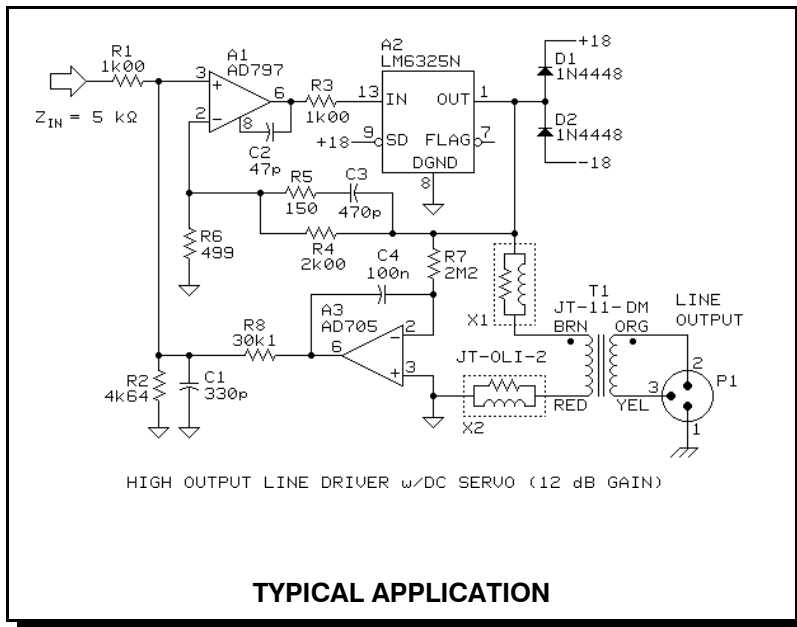 R1
1k00
Z_IN = 5 kΩ
A1
AD797
3
+
2
−
6
8
C2
47p
R3
1k00
A2
LM6325N
13
IN
OUT
1
+18
9
SD
FLAG
7
DGND
8
+18
D1
1N4448
D2
1N4448
−18
R5
150
C3
470p
R4
2k00
R6
499
C4
100n
R7
2M2
A3
AD705
2
−
6
3
+
R8
30k1
R2
4k64
C1
330p
X1
JT-OLI-2
X2
T1
JT-11-DM
BRN
ORG
RED
YEL
LINE
OUTPUT
2
3
P1
1
HIGH OUTPUT LINE DRIVER w/DC SERVO (12 dB GAIN)
TYPICAL APPLICATION